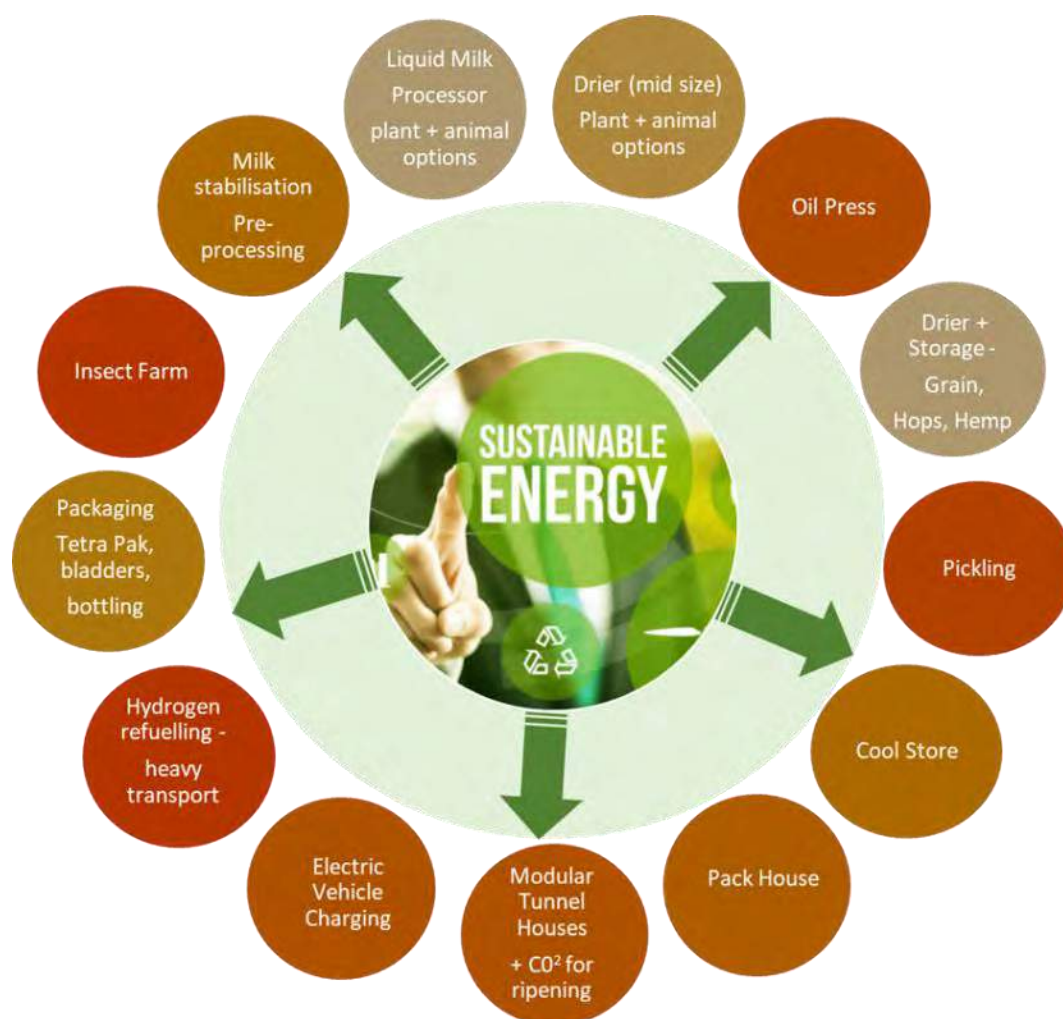 Liquid Milk
Processor
plant + animal
options
Drier (mid size)
Plant + animal
options
Oil Press
Drier +
Storage -
Grain,
Hops, Hemp
Pickling
Cool Store
Pack House
Modular
Tunnel
Houses
+ C0² for
ripening
Electric
Vehicle
Charging
Hydrogen
refuelling -
heavy
transport
Packaging
Tetra Pak,
bladders,
bottling
Insect Farm
Milk
stabilisation
Pre-
processing
SUSTAINABLE
ENERGY